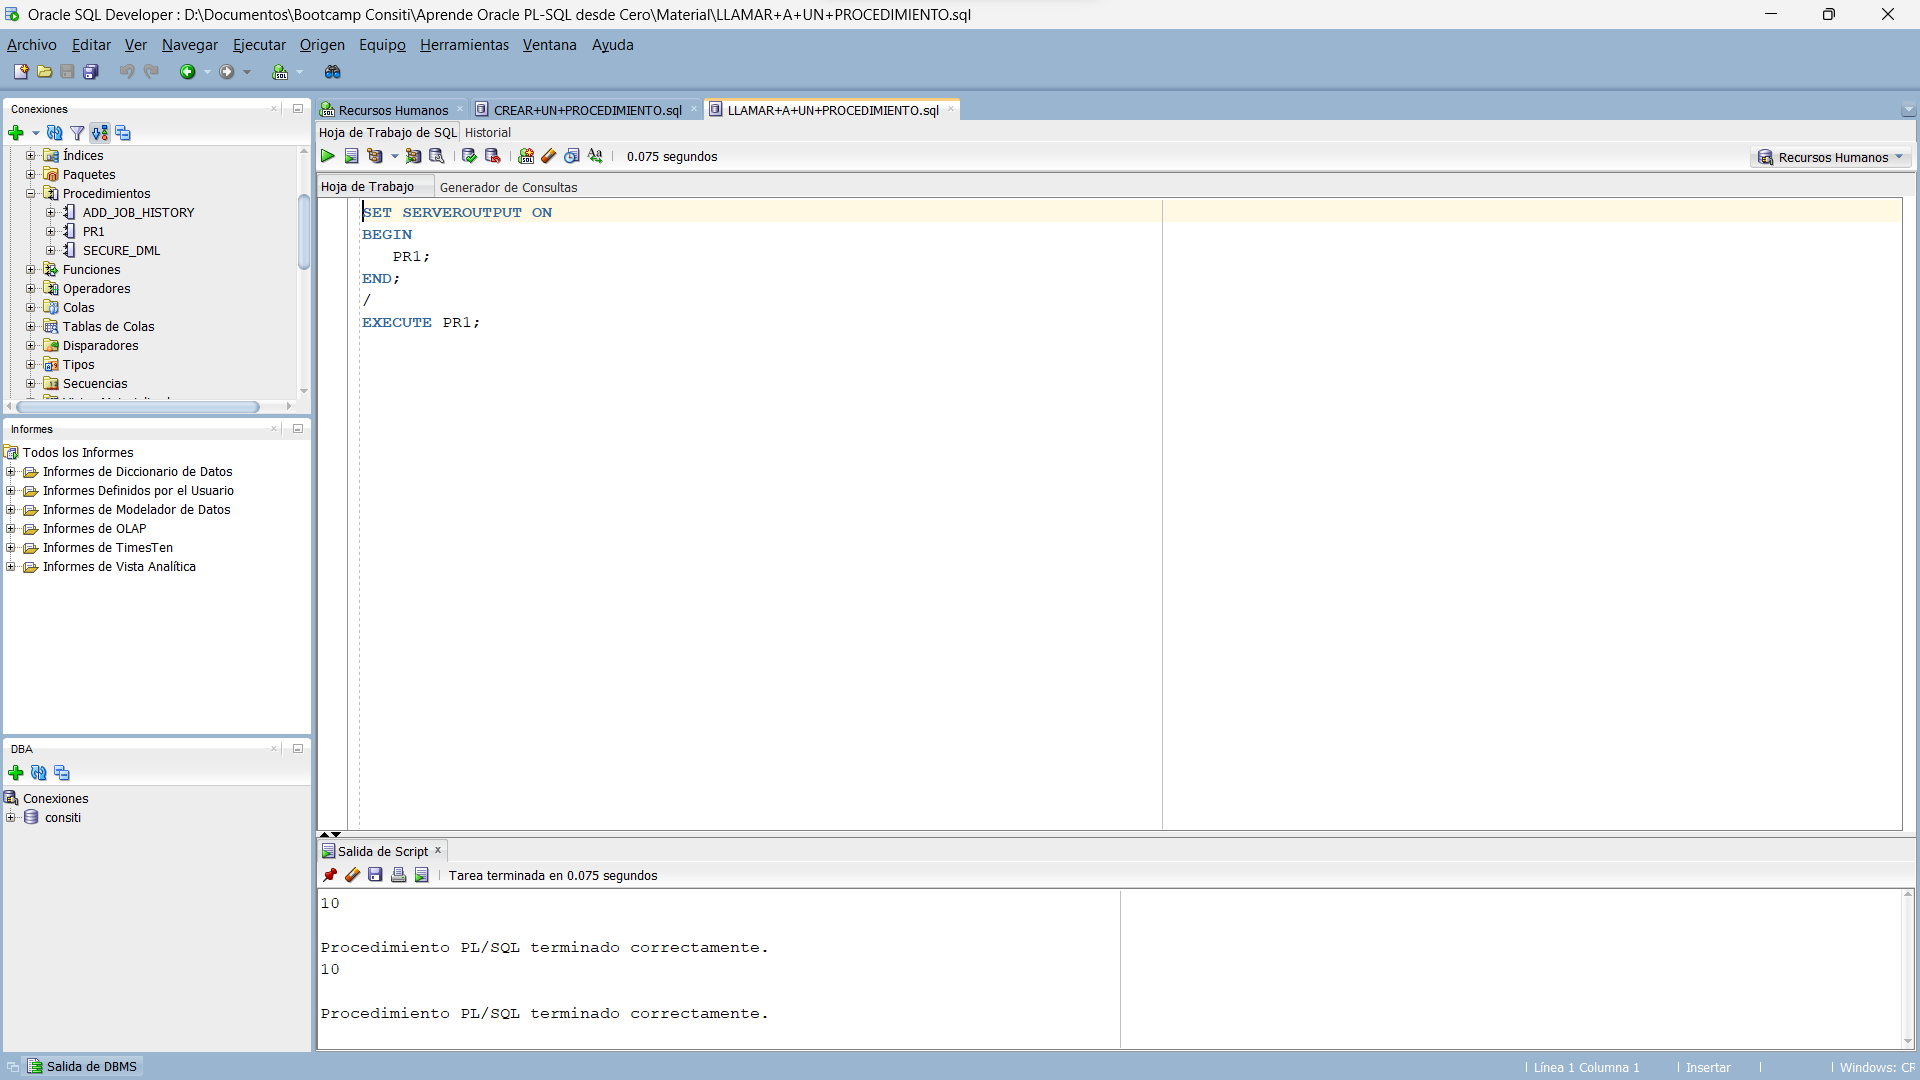 Oracle SQL Developer : D:\Documentos\Bootcamp Consiti\Aprende Oracle PL-SQL desde Cero\Material\LLAMAR+A+UN+PROCEDIMIENTO.sql
Archivo Editar Ver Navegar Ejecutar Origen Equipo Herramientas Ventana Ayuda
Conexiones
Índices
Paquetes
Procedimientos
ADD_JOB_HISTORY
PR1
SECURE_DML
Funciones
Operadores
Colas
Tablas de Colas
Disparadores
Tipos
Secuencias
Informes
Todos los Informes
Informes de Diccionario de Datos
Informes Definidos por el Usuario
Informes de Modelador de Datos
Informes de OLAP
Informes de TimesTen
Informes de Vista Analítica
DBA
Conexiones
consiti
Recursos Humanos CREAR+UN+PROCEDIMIENTO.sql LLAMAR+A+UN+PROCEDIMIENTO.sql
Hoja de Trabajo de SQL Historial
0.075 segundos Recursos Humanos
Hoja de Trabajo Generador de Consultas
SET SERVEROUTPUT ON
BEGIN
PR1;
END;
/
EXECUTE PR1;
Salida de Script
Tarea terminada en 0.075 segundos
10
Procedimiento PL/SQL terminado correctamente.
10
Procedimiento PL/SQL terminado correctamente.
Salida de DBMS Línea 1 Columna 1 Insertar Windows: CR